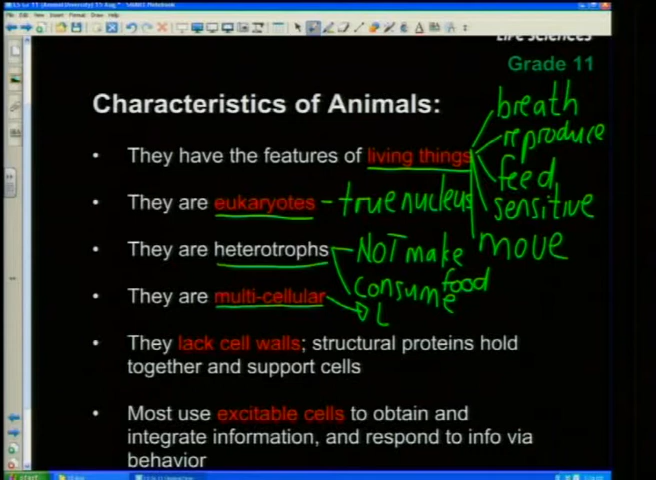 Life Sciences
Grade 11
Characteristics of Animals:
• They have the features of living things
breath
reproduce
feed
sensitive
move
• They are eukaryotes - true nucleus
• They are heterotrophs
NOT make
consume food
• They are multi-cellular
L
• They lack cell walls; structural proteins hold
together and support cells
• Most use excitable cells to obtain and
integrate information, and respond to info via
behavior
START